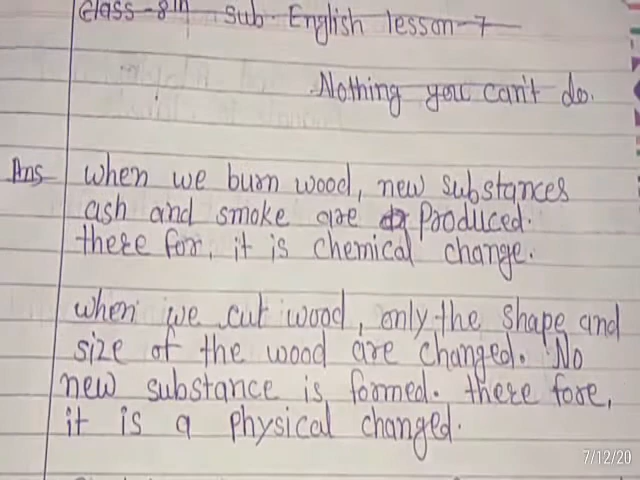 Class-8th sub-English lesson-7
Nothing you can't do.
Ans when we burn wood, new substances
ash and smoke are Produced.
there for, it is chemical change.
when we cut wood, only the shape and
size of the wood are changed. No
new substance is formed. there fore,
it is a physical changed.
7/12/20